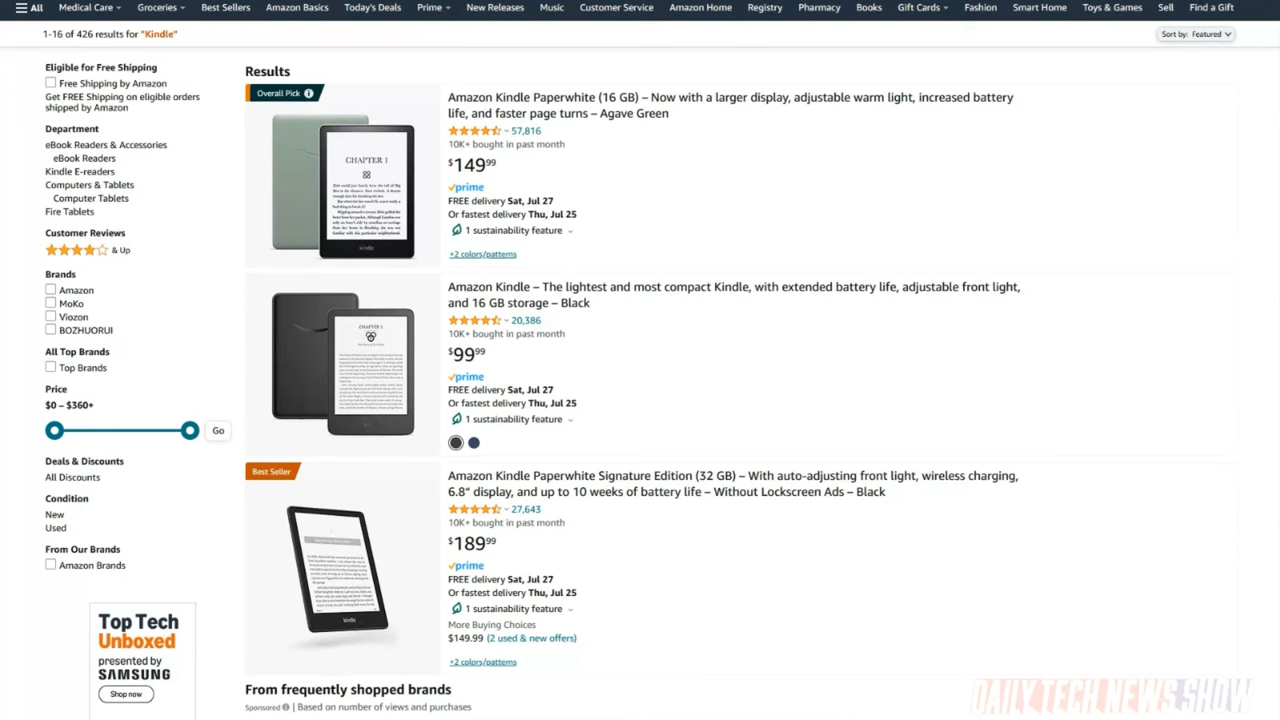 All Medical Care Groceries Best Sellers Amazon Basics Today's Deals Prime New Releases Music Customer Service Amazon Home Registry Pharmacy Books Gift Cards Fashion Smart Home Toys & Games Sell Find a Gift
1-16 of 426 results for "Kindle"
Sort by: Featured
Eligible for Free Shipping
Free Shipping by Amazon
Get FREE Shipping on eligible orders
shipped by Amazon
Department
eBook Readers & Accessories
eBook Readers
Kindle E-readers
Computers & Tablets
Computer Tablets
Fire Tablets
Customer Reviews
& Up
Brands
Amazon
MoKo
Viozon
BOZHUORUI
All Top Brands
Top Brands
Price
$0 – $360+
Go
Deals & Discounts
All Discounts
Condition
New
Used
From Our Brands
Amazon Brands
Top Tech
Unboxed
presented by
SAMSUNG
Shop now
Results
Overall Pick
CHAPTER 1
kindle
Amazon Kindle Paperwhite (16 GB) – Now with a larger display, adjustable warm light, increased battery
life, and faster page turns – Agave Green
57,816
10K+ bought in past month
$14999
prime
FREE delivery Sat, Jul 27
Or fastest delivery Thu, Jul 25
1 sustainability feature
+2 colors/patterns
CHAPTER 1
kindle
Amazon Kindle – The lightest and most compact Kindle, with extended battery life, adjustable front light,
and 16 GB storage – Black
20,386
10K+ bought in past month
$9999
prime
FREE delivery Sat, Jul 27
Or fastest delivery Thu, Jul 25
1 sustainability feature
Best Seller
kindle
Amazon Kindle Paperwhite Signature Edition (32 GB) – With auto-adjusting front light, wireless charging,
6.8" display, and up to 10 weeks of battery life – Without Lockscreen Ads – Black
27,643
10K+ bought in past month
$18999
prime
FREE delivery Sat, Jul 27
Or fastest delivery Thu, Jul 25
1 sustainability feature
More Buying Choices
$149.99 (2 used & new offers)
+2 colors/patterns
From frequently shopped brands
Sponsored | Based on number of views and purchases
DAILY TECH NEWS SHOW